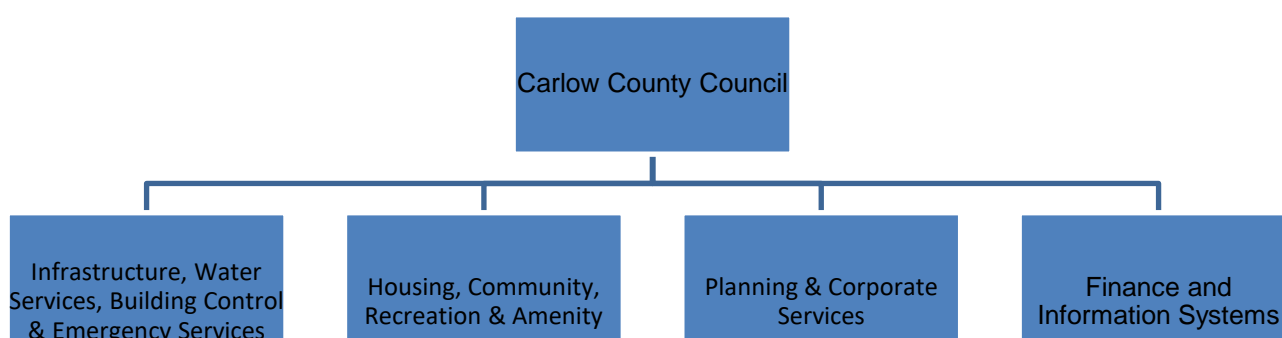 Carlow County Council
Infrastructure, Water
Services, Building Control
& Emergency Services
Housing, Community,
Recreation & Amenity
Planning & Corporate
Services
Finance and
Information Systems